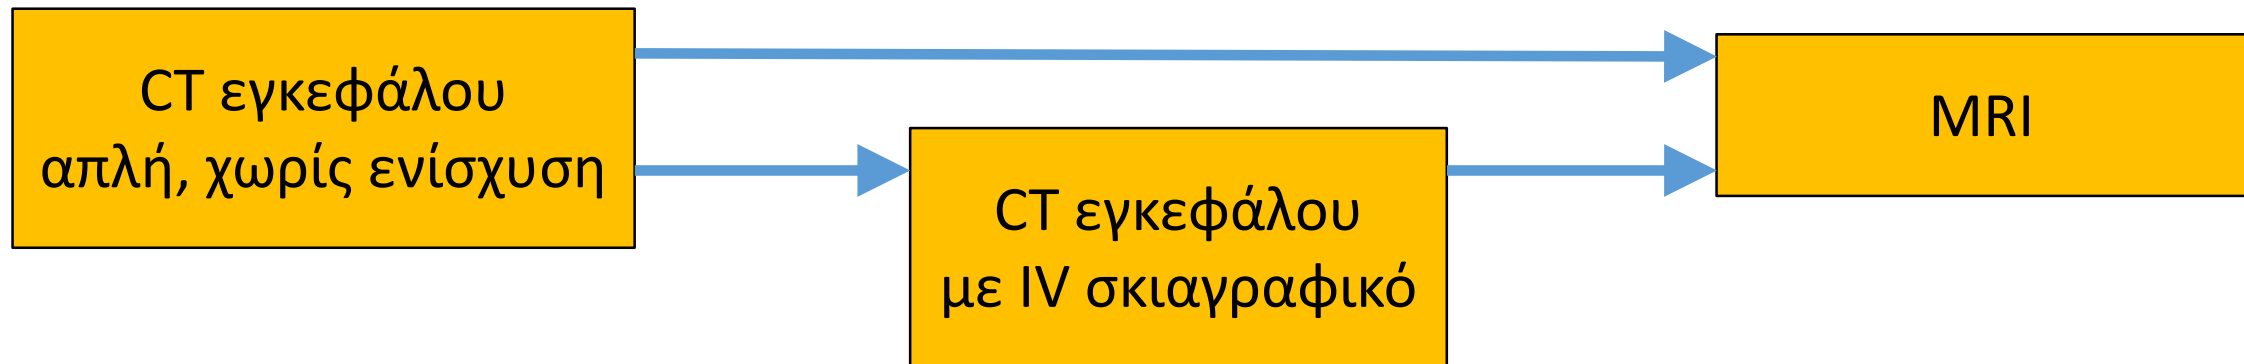 CT εγκεφάλου
απλή, χωρίς ενίσχυση
CT εγκεφάλου
με IV σκιαγραφικό
MRI